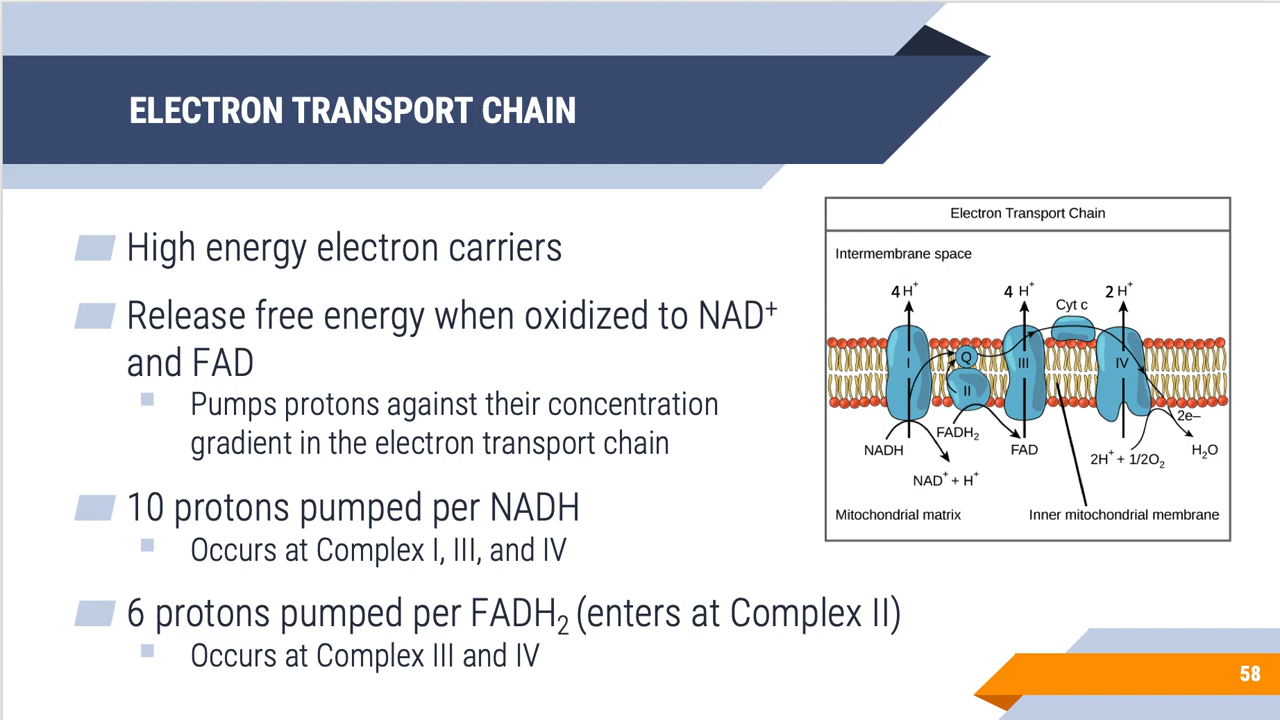 ELECTRON TRANSPORT CHAIN
High energy electron carriers
Release free energy when oxidized to NAD⁺
and FAD
Pumps protons against their concentration
gradient in the electron transport chain
10 protons pumped per NADH
Occurs at Complex I, III, and IV
6 protons pumped per FADH₂ (enters at Complex II)
Occurs at Complex III and IV
Electron Transport Chain
Intermembrane space
4 H⁺
4 H⁺
Cyt c
2 H⁺
I
Q
II
III
IV
NADH
FADH₂
FAD
NAD⁺ + H⁺
2e–
2H⁺ + 1/2O₂
H₂O
Mitochondrial matrix
Inner mitochondrial membrane
58